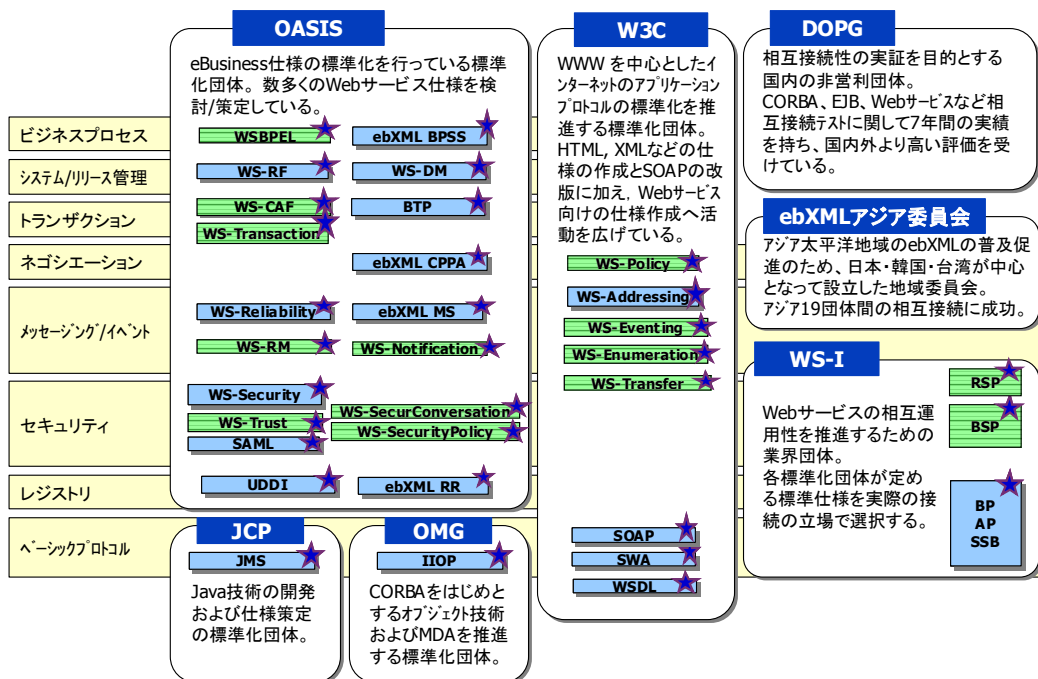 OASIS
eBusiness仕様の標準化を行っている標準
化団体。数多くのWebサービス仕様を検
討/策定している。
W3C
WWW を中心としたイ
ンターネットのアプリケーション
プロトコルの標準化を推
進する標準化団体。
HTML, XMLなどの仕
様の作成とSOAPの改
版に加え, Webサービス
向けの仕様作成へ活
動を広げている。
DOPG
相互接続性の実証を目的とする
国内の非営利団体。
CORBA、EJB、Webサービスなど相
互接続テストに関して7年間の実績
を持ち、国内外より高い評価を受
けている。
ebXMLアジア委員会
アジア太平洋地域のebXMLの普及促
進のため、日本・韓国・台湾が中心
となって設立した地域委員会。
アジア19団体間の相互接続に成功。
WS-I
Webサービスの相互運
用性を推進するための
業界団体。
各標準化団体が定め
る標準仕様を実際の接
続の立場で選択する。
RSP
BSP
BP
AP
SSB
ビジネスプロセス
WSBPEL
ebXML BPSS
システム/リリース管理
WS-RF
WS-DM
トランザクション
WS-CAF
BTP
WS-Transaction
ネゴシエーション
ebXML CPPA
WS-Policy
メッセージング/イベント
WS-Reliability
ebXML MS
WS-RM
WS-Notification
WS-Addressing
WS-Eventing
WS-Enumeration
WS-Transfer
セキュリティ
WS-Security
WS-Trust
SAML
WS-SecurConversation
WS-SecurityPolicy
レジストリ
UDDI
ebXML RR
ベーシックプロトコル
JCP
JMS
Java技術の開発
および仕様策定
の標準化団体。
OMG
IIOP
CORBAをはじめと
するオブジェクト技術
およびMDAを推進
する標準化団体。
SOAP
SWA
WSDL